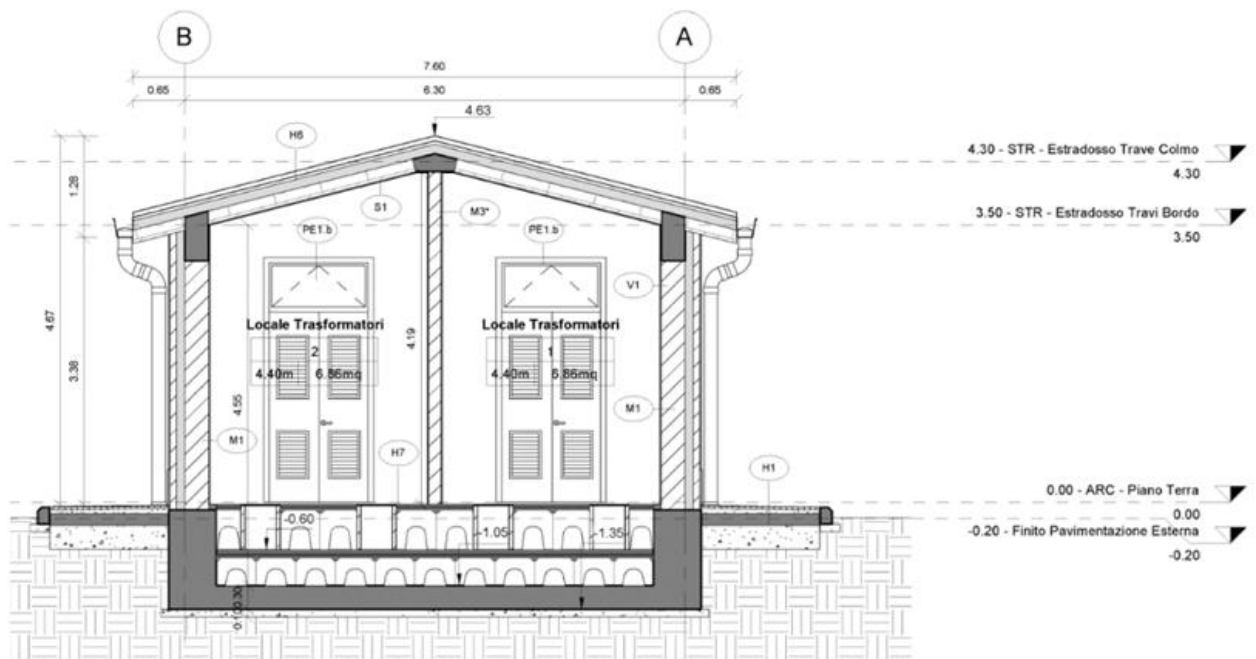 B
A
7.60
0.65
6.30
0.65
4.63
H6
4.30 - STR - Estradosso Trave Colmo
4.30
1.28
S1
M3*
3.50 - STR - Estradosso Travi Bordo
3.50
PE1.b
PE1.b
V1
Locale Trasformatori
2
4.40m
6.86mq
Locale Trasformatori
1
4.40m
6.86mq
4.67
3.38
4.19
4.55
M1
M1
H7
H1
0.00 - ARC - Piano Terra
0.00
-0.60
1.05
1.35
-0.20 - Finito Pavimentazione Esterna
-0.20
0.10
0.30